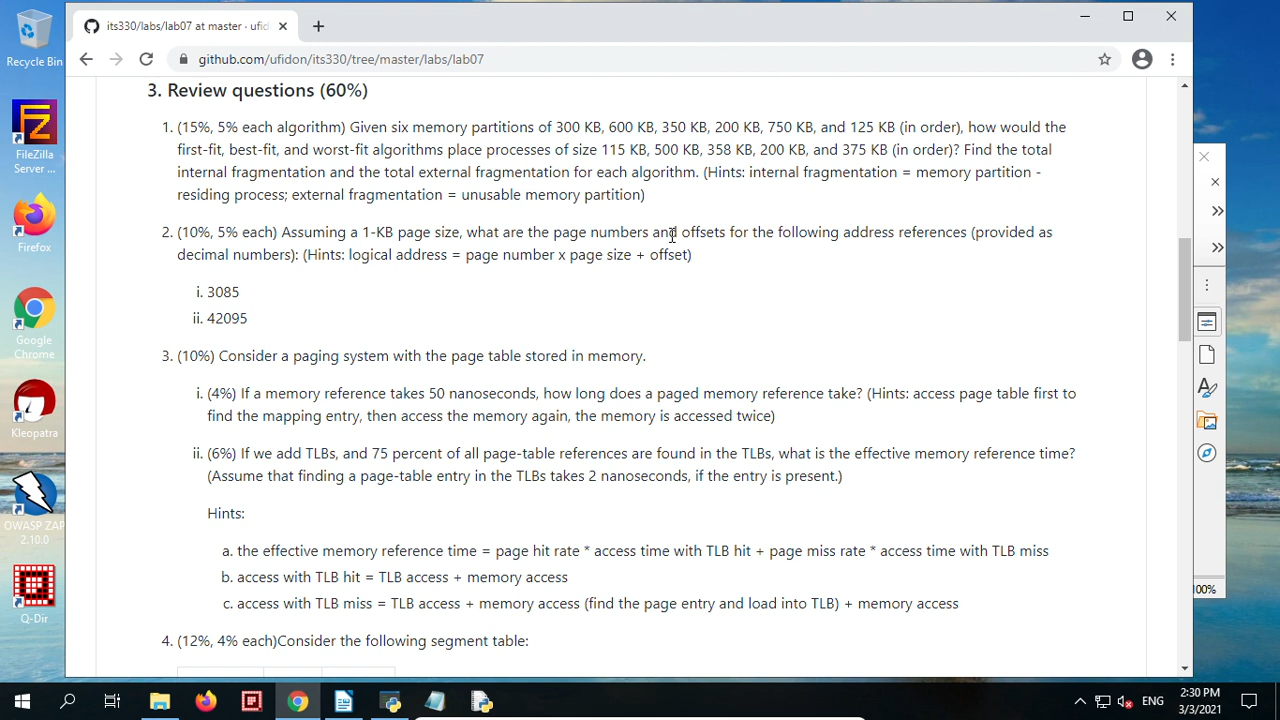 Recycle Bin
FileZilla
Server ...
Firefox
Google
Chrome
Kleopatra
OWASP ZAP
2.10.0
Q-Dir
its330/labs/lab07 at master · ufid
github.com/ufidon/its330/tree/master/labs/lab07
3. Review questions (60%)
1. (15%, 5% each algorithm) Given six memory partitions of 300 KB, 600 KB, 350 KB, 200 KB, 750 KB, and 125 KB (in order), how would the
first-fit, best-fit, and worst-fit algorithms place processes of size 115 KB, 500 KB, 358 KB, 200 KB, and 375 KB (in order)? Find the total
internal fragmentation and the total external fragmentation for each algorithm. (Hints: internal fragmentation = memory partition -
residing process; external fragmentation = unusable memory partition)
2. (10%, 5% each) Assuming a 1-KB page size, what are the page numbers and offsets for the following address references (provided as
decimal numbers): (Hints: logical address = page number x page size + offset)
i. 3085
ii. 42095
3. (10%) Consider a paging system with the page table stored in memory.
i. (4%) If a memory reference takes 50 nanoseconds, how long does a paged memory reference take? (Hints: access page table first to
find the mapping entry, then access the memory again, the memory is accessed twice)
ii. (6%) If we add TLBs, and 75 percent of all page-table references are found in the TLBs, what is the effective memory reference time?
(Assume that finding a page-table entry in the TLBs takes 2 nanoseconds, if the entry is present.)
Hints:
a. the effective memory reference time = page hit rate * access time with TLB hit + page miss rate * access time with TLB miss
b. access with TLB hit = TLB access + memory access
c. access with TLB miss = TLB access + memory access (find the page entry and load into TLB) + memory access
4. (12%, 4% each)Consider the following segment table:
100%
ENG
2:30 PM
3/3/2021